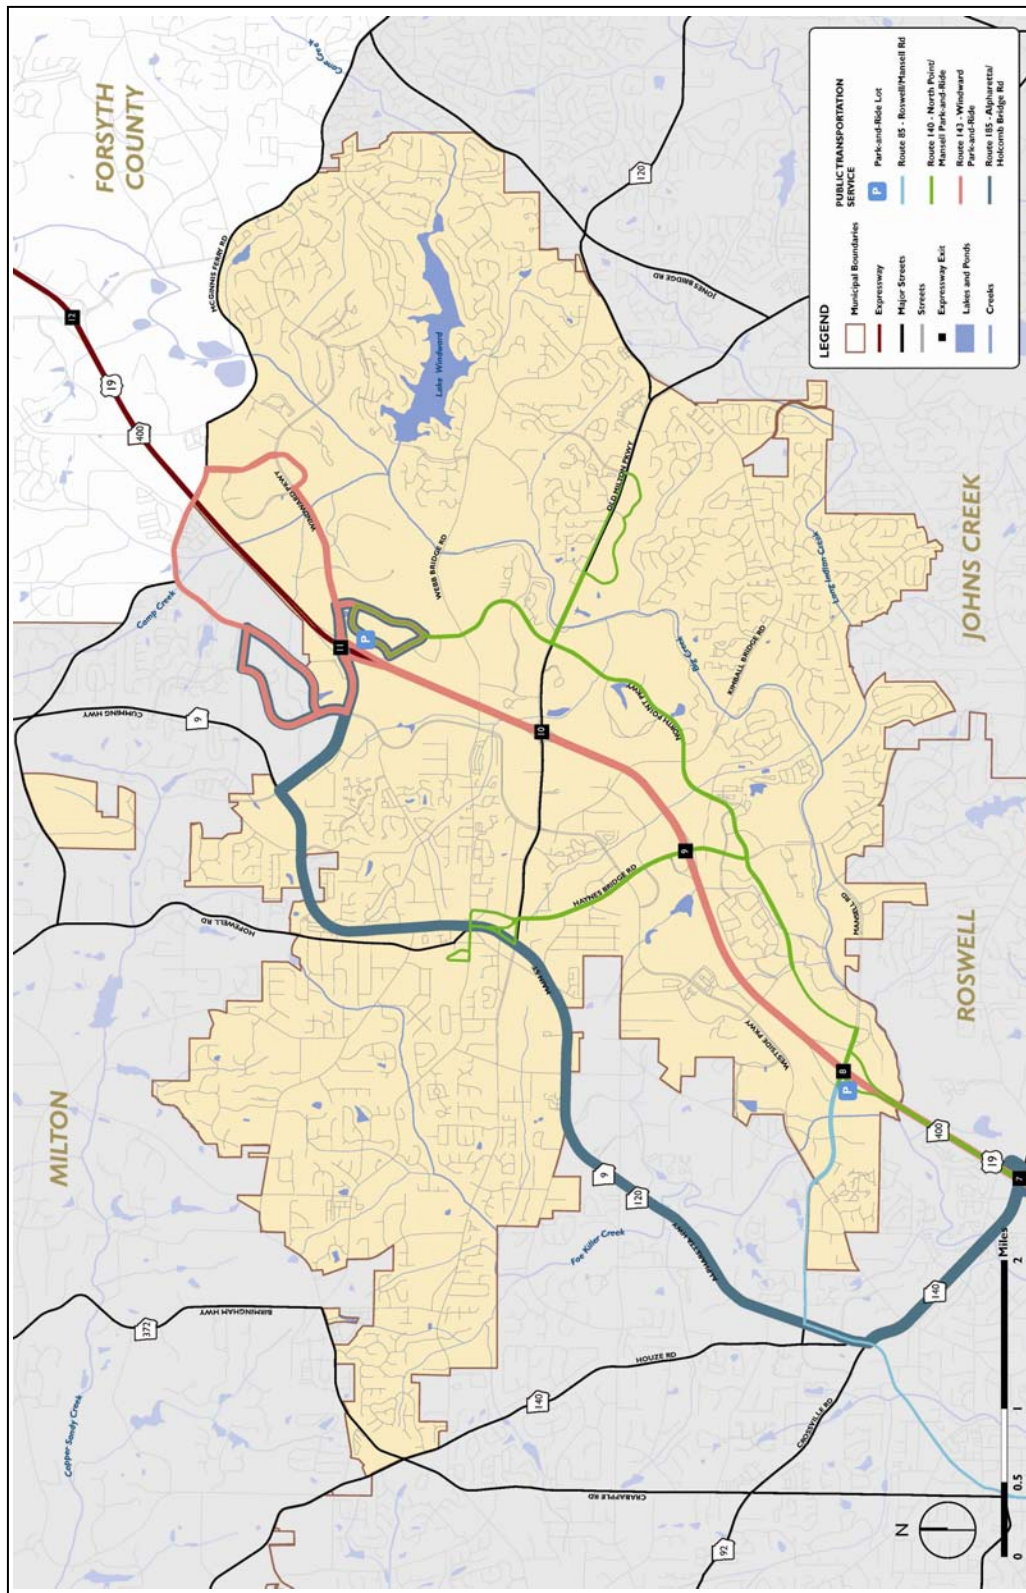 FORSYTH
COUNTY
MILTON
JOHNS CREEK
ROSWELL
Cane Creek
MCGINNIS FERRY RD
Lake Windward
WINDWARD PKWY
WEBB BRIDGE RD
OLD MILTON PKWY
JONES BRIDGE RD
120
12
19
400
Camp Creek
CUMMING HWY
9
11
P
10
9
8
P
7
HOPEWELL RD
HAYNES BRIDGE RD
NORTH POINT PKWY
Big Creek
KIMBALL BRIDGE RD
Long Indian Creek
MANSELL RD
WESTSIDE PKWY
MAIN ST
9
120
ALPHARETTA HWY
Foe Killer Creek
400
19
140
BIRMINGHAM HWY
372
Copper Sandy Creek
HOUZE RD
140
CROSSVILLE RD
CRABAPPLE RD
92
N
0
0.5
1
2
Miles
LEGEND
Municipal Boundaries
Expressway
Major Streets
Streets
Expressway Exit
Lakes and Ponds
Creeks
PUBLIC TRANSPORTATION
SERVICE
P
Park-and-Ride Lot
Route 85 - Roswell/Mansell Rd
Route 140 - North Point/
Mansell Park-and-Ride
Route 143 - Windward
Park-and-Ride
Route 185 - Alpharetta/
Holcomb Bridge Rd